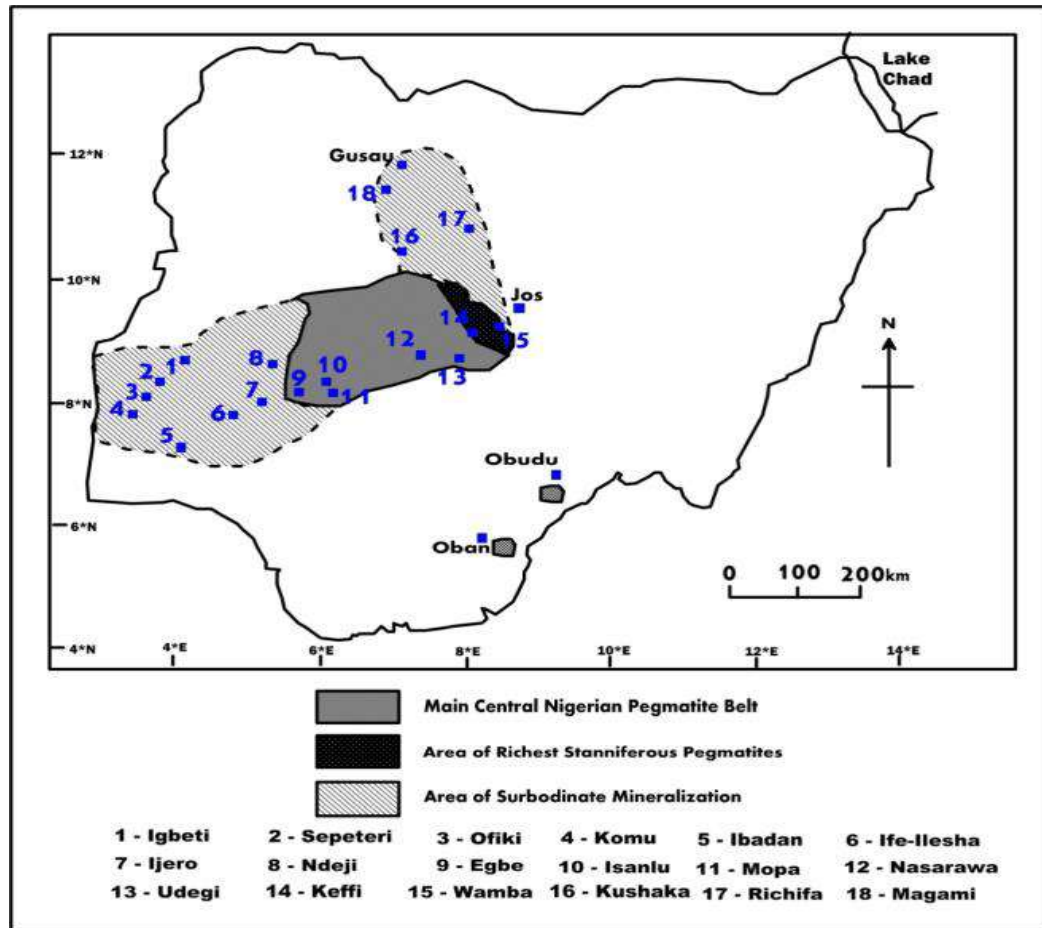 Lake
Chad
12°N
Gusau
18
17
16
10°N
Jos
14
15
12
13
1
2
8
10
3
9
7
11
8°N
4
6
5
N
Obudu
6°N
Oban
0 100 200km
4°N
4°E 6°E 8°E 10°E 12°E 14°E
Main Central Nigerian Pegmatite Belt
Area of Richest Stanniferous Pegmatites
Area of Surbodinate Mineralization
1 - Igbeti 2 - Sepeteri 3 - Ofiki 4 - Komu 5 - Ibadan 6 - Ife-Ilesha
7 - Ijero 8 - Ndeji 9 - Egbe 10 - Isanlu 11 - Mopa 12 - Nasarawa
13 - Udegi 14 - Keffi 15 - Wamba 16 - Kushaka 17 - Richifa 18 - Magami